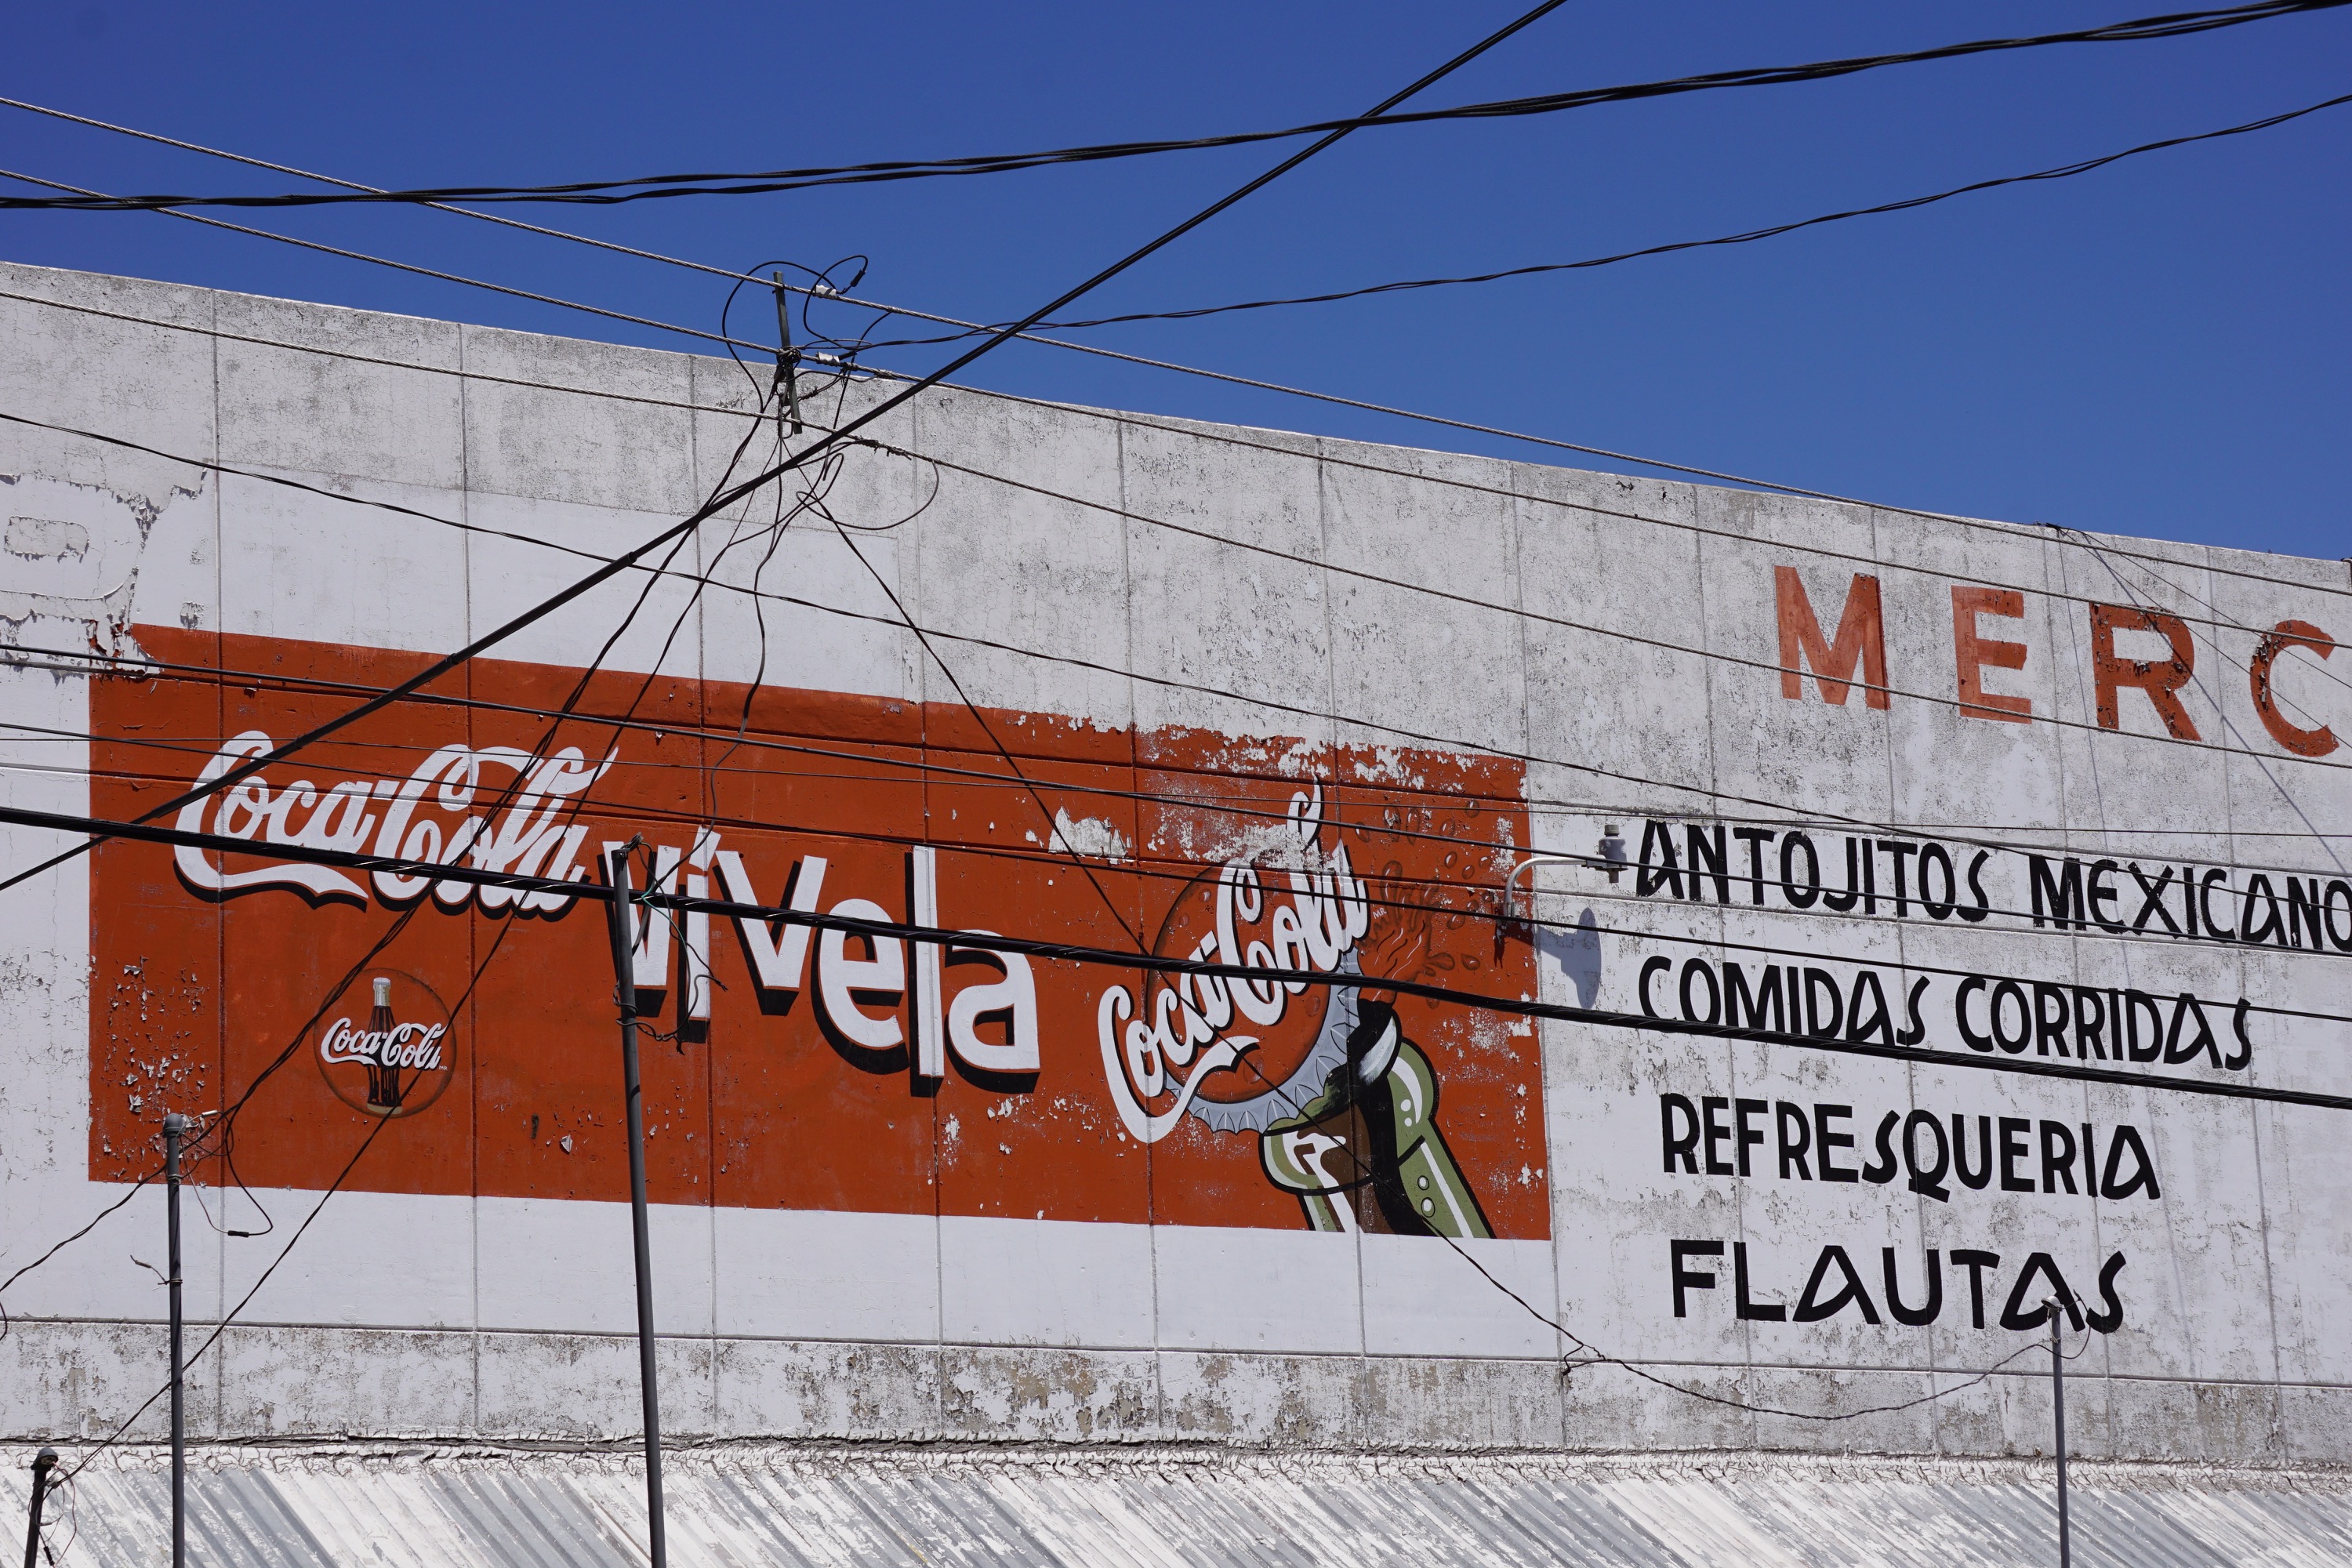 Coca-Cola vívela
Coca-Cola
Coca-Cola
MERC
ANTOJITOS MEXICANO
COMIDAS CORRIDAS
REFRESQUERIA
FLAUTAS